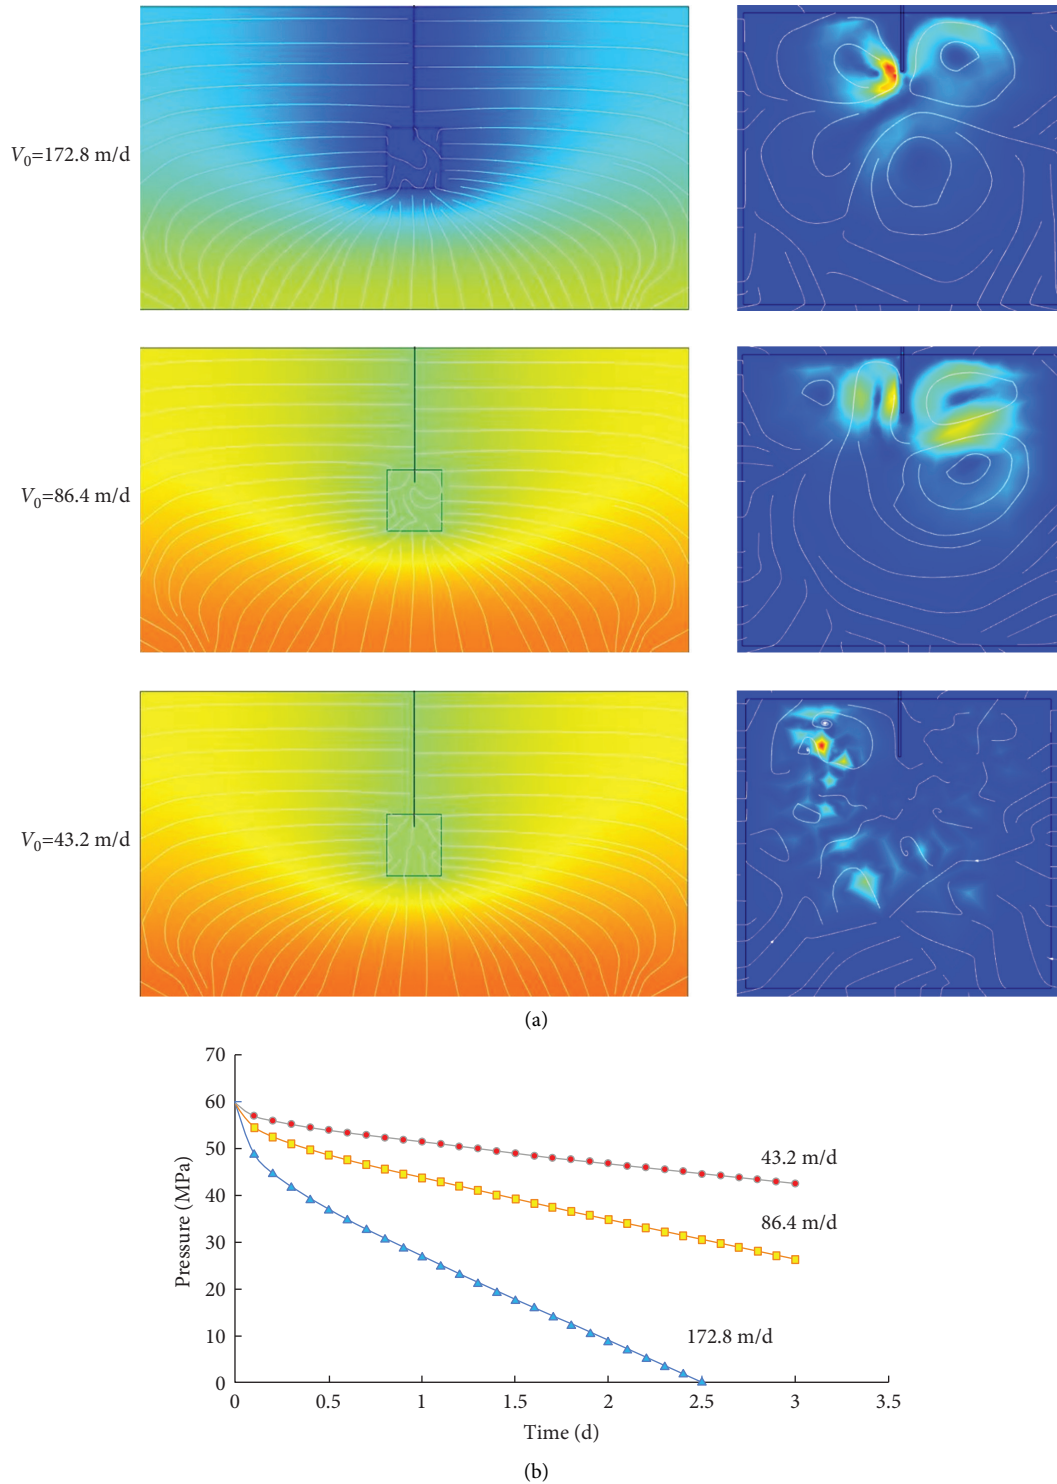 V₀=172.8 m/d
V₀=86.4 m/d
V₀=43.2 m/d
(a)
70
60
50
40
30
20
10
0
Pressure (MPa)
43.2 m/d
86.4 m/d
172.8 m/d
0 0.5 1 1.5 2 2.5 3 3.5
Time (d)
(b)